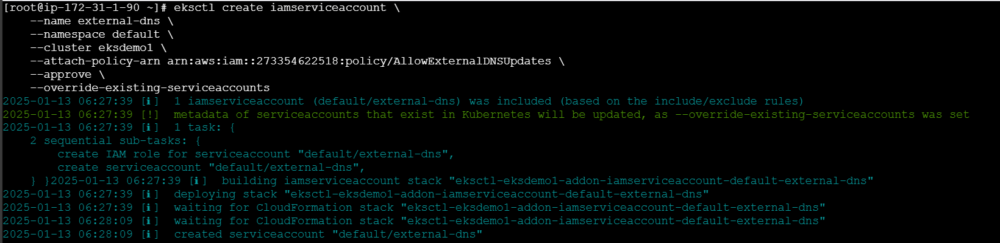 [root@ip-172-31-1-90 ~]# eksctl create iamserviceaccount \
    --name external-dns \
    --namespace default \
    --cluster eksdemo1 \
    --attach-policy-arn arn:aws:iam::273354622518:policy/AllowExternalDNSUpdates \
    --approve \
    --override-existing-serviceaccounts
2025-01-13 06:27:39 [ℹ]  1 iamserviceaccount (default/external-dns) was included (based on the include/exclude rules)
2025-01-13 06:27:39 [!]  metadata of serviceaccounts that exist in Kubernetes will be updated, as --override-existing-serviceaccounts was set
2025-01-13 06:27:39 [ℹ]  1 task: {
    2 sequential sub-tasks: {
        create IAM role for serviceaccount "default/external-dns",
        create serviceaccount "default/external-dns",
    } }2025-01-13 06:27:39 [ℹ]  building iamserviceaccount stack "eksctl-eksdemo1-addon-iamserviceaccount-default-external-dns"
2025-01-13 06:27:39 [ℹ]  deploying stack "eksctl-eksdemo1-addon-iamserviceaccount-default-external-dns"
2025-01-13 06:27:39 [ℹ]  waiting for CloudFormation stack "eksctl-eksdemo1-addon-iamserviceaccount-default-external-dns"
2025-01-13 06:28:09 [ℹ]  waiting for CloudFormation stack "eksctl-eksdemo1-addon-iamserviceaccount-default-external-dns"
2025-01-13 06:28:09 [ℹ]  created serviceaccount "default/external-dns"